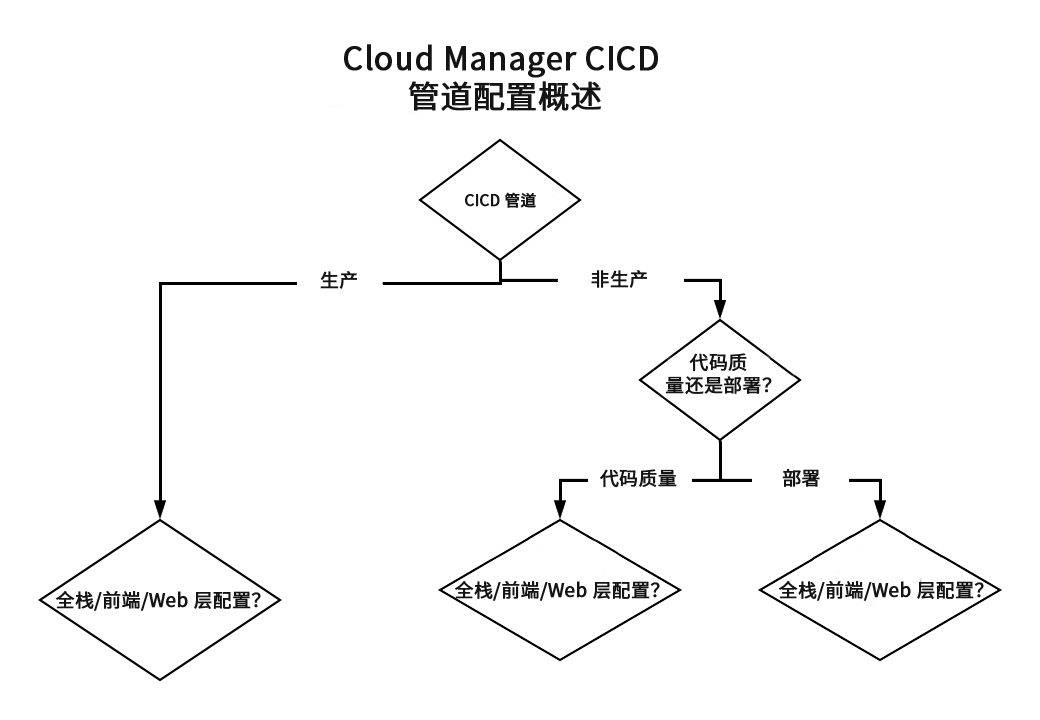 Cloud Manager CICD
管道配置概述
CICD 管道
生产
非生产
代码质
量还是部署?
代码质量
部署
全栈/前端/Web 层配置?
全栈/前端/Web 层配置?
全栈/前端/Web 层配置?